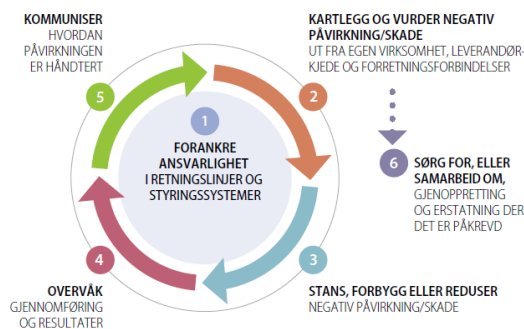 1
FORANKRE
ANSVARLIGHET
I RETNINGSLINJER OG
STYRINGSSYSTEMER
2
KARTLEGG OG VURDER NEGATIV
PÅVIRKNING/SKADE
UT FRA EGEN VIRKSOMHET, LEVERANDØR-
KJEDE OG FORRETNINGSFORBINDELSER
3
STANS, FORBYGG ELLER REDUSER
NEGATIV PÅVIRKNING/SKADE
4
OVERVÅK
GJENNOMFØRING
OG RESULTATER
5
KOMMUNISER
HVORDAN
PÅVIRKNINGEN
ER HÅNDTERT
6
SØRG FOR, ELLER
SAMARBEID OM,
GJENOPPRETTING
OG ERSTATNING DER
DET ER PÅKREVD